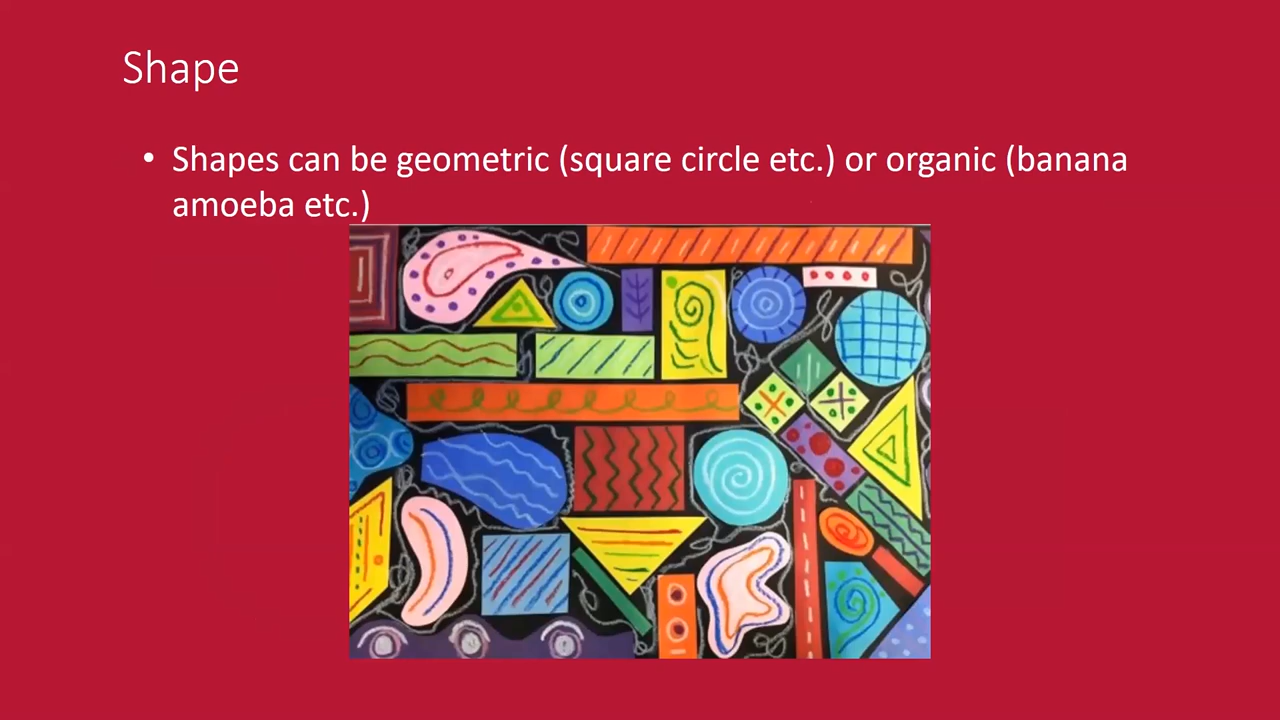 Shape
• Shapes can be geometric (square circle etc.) or organic (banana
amoeba etc.)